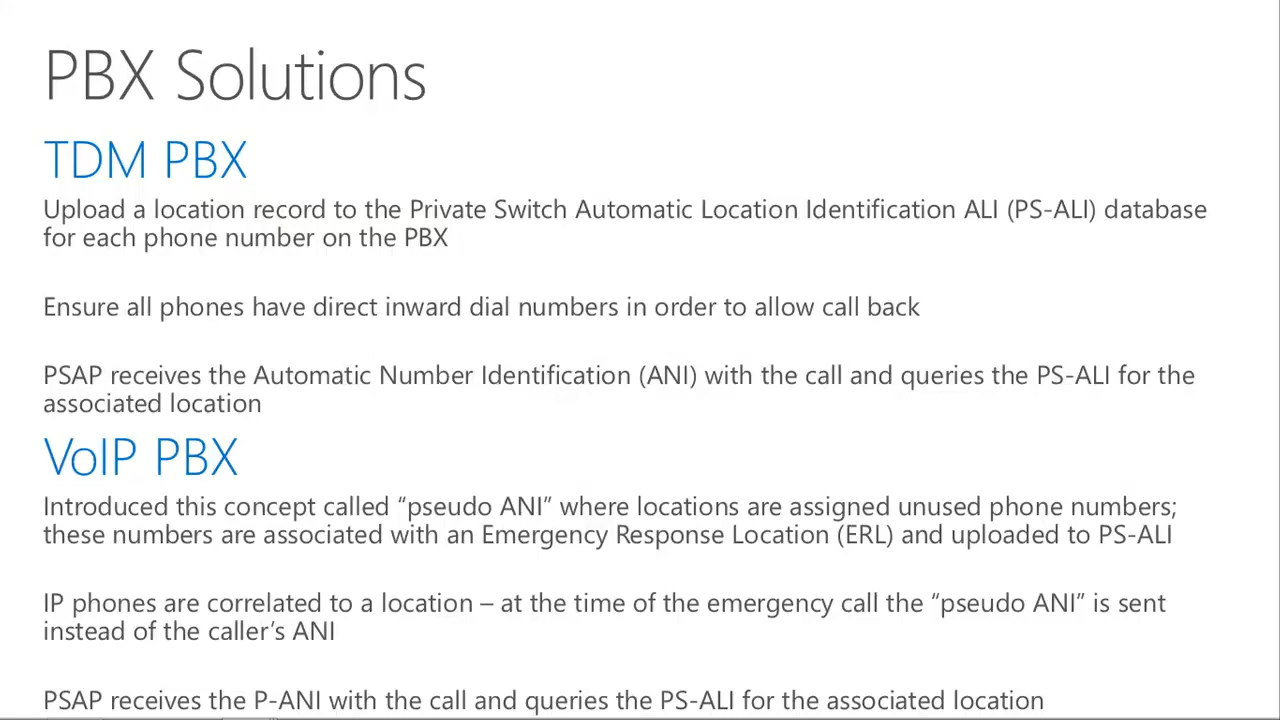 PBX Solutions
TDM PBX
Upload a location record to the Private Switch Automatic Location Identification ALI (PS-ALI) database
for each phone number on the PBX
Ensure all phones have direct inward dial numbers in order to allow call back
PSAP receives the Automatic Number Identification (ANI) with the call and queries the PS-ALI for the
associated location
VoIP PBX
Introduced this concept called “pseudo ANI” where locations are assigned unused phone numbers;
these numbers are associated with an Emergency Response Location (ERL) and uploaded to PS-ALI
IP phones are correlated to a location – at the time of the emergency call the “pseudo ANI” is sent
instead of the caller’s ANI
PSAP receives the P-ANI with the call and queries the PS-ALI for the associated location